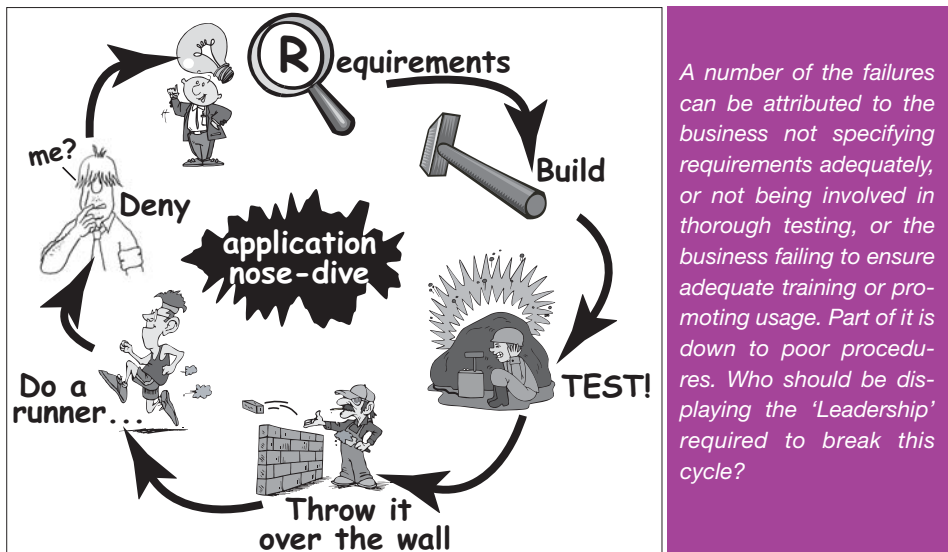 R equirements
Build
TEST!
Throw it
over the wall
Do a
runner...
me?
Deny
application
nose-dive
A number of the failures
can be attributed to the
business not specifying
requirements adequately,
or not being involved in
thorough testing, or the
business failing to ensure
adequate training or pro-
moting usage. Part of it is
down to poor procedu-
res. Who should be dis-
playing the ‘Leadership’
required to break this
cycle?